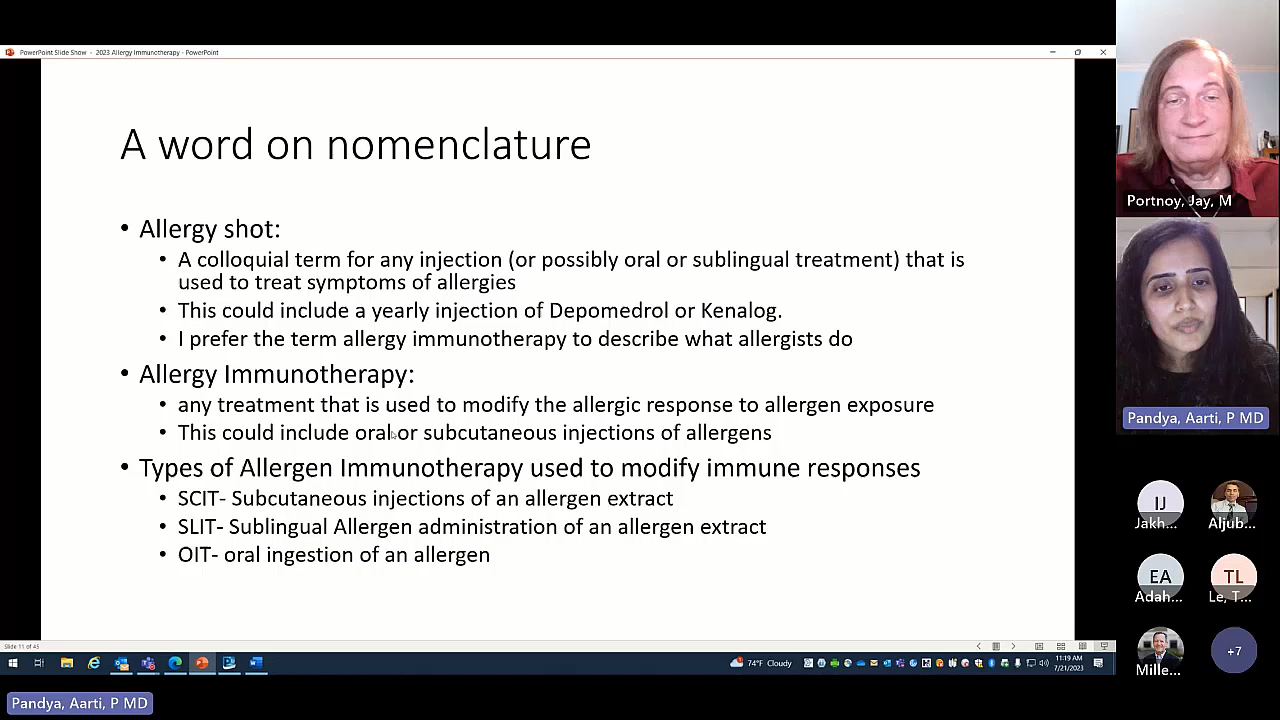 PowerPoint Slide Show - 2023 Allergy Immunotherapy - PowerPoint
A word on nomenclature
• Allergy shot:
• A colloquial term for any injection (or possibly oral or sublingual treatment) that is
used to treat symptoms of allergies
• This could include a yearly injection of Depomedrol or Kenalog.
• I prefer the term allergy immunotherapy to describe what allergists do
• Allergy Immunotherapy:
• any treatment that is used to modify the allergic response to allergen exposure
• This could include oral or subcutaneous injections of allergens
• Types of Allergen Immunotherapy used to modify immune responses
• SCIT- Subcutaneous injections of an allergen extract
• SLIT- Sublingual Allergen administration of an allergen extract
• OIT- oral ingestion of an allergen
Slide 11 of 45
74°F Cloudy
11:19 AM
7/21/2023
Pandya, Aarti, P MD
Portnoy, Jay, M
Pandya, Aarti, P MD
IJ
Jakh...
Aljub...
EA
Adah...
TL
Le, T...
Mille...
+7